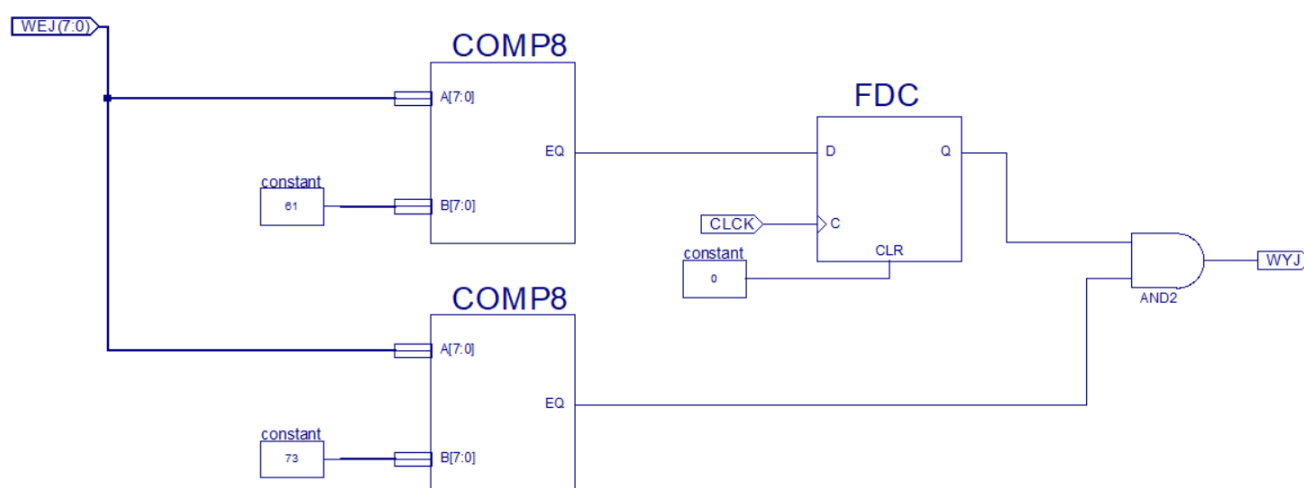 WEJ(7:0)
COMP8
A[7:0]
EQ
constant
61
B[7:0]
FDC
D
Q
CLCK
C
CLR
constant
0
WYJ
AND2
COMP8
A[7:0]
EQ
constant
73
B[7:0]